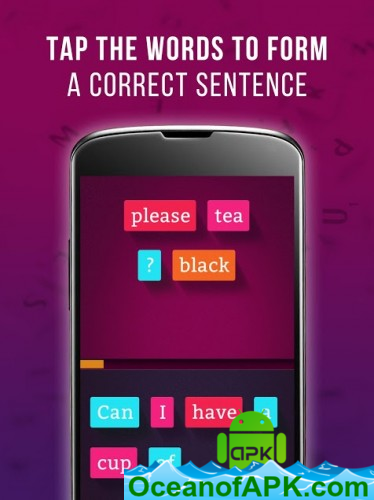 TAP THE WORDS TO FORM
A CORRECT SENTENCE
please tea
? black
Can I have a
cup of
apk
OceanofAPK.com